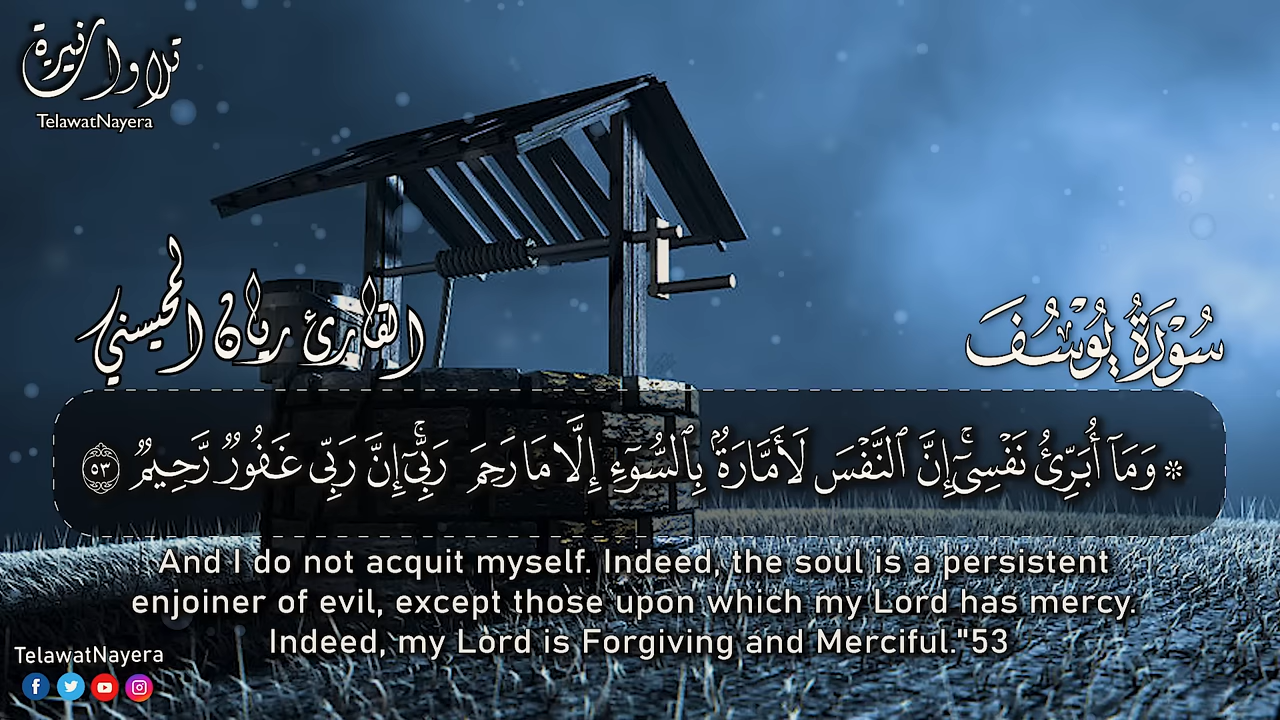 تلاوات نيرة
TelawatNayera
القارئ ريان المحيسني
سُورَةُ يُوسُفَ
۞ وَمَآ أُبَرِّئُ نَفْسِىٓ ۚ إِنَّ ٱلنَّفْسَ لَأَمَّارَةٌۢ بِٱلسُّوٓءِ إِلَّا مَا رَحِمَ رَبِّىٓ ۚ إِنَّ رَبِّى غَفُورٌ رَّحِيمٌ ٥٣
And I do not acquit myself. Indeed, the soul is a persistent
enjoiner of evil, except those upon which my Lord has mercy.
Indeed, my Lord is Forgiving and Merciful."53
TelawatNayera